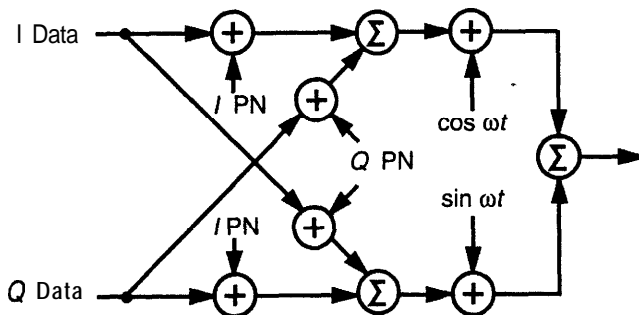 I Data
+
Σ
+
I PN
+
cos ωt
Q PN
Σ
+
sin ωt
I PN
Q Data
+
Σ
+